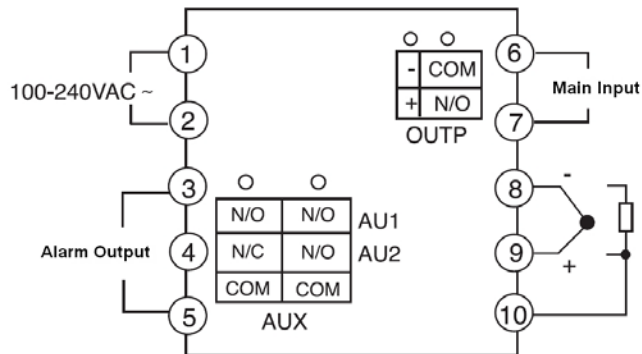 1
100-240VAC ~
2
3
Alarm Output
4
5
- COM
+ N/O
OUTP
N/O N/O AU1
N/C N/O AU2
COM COM
AUX
6
Main Input
7
8 -
9 +
10